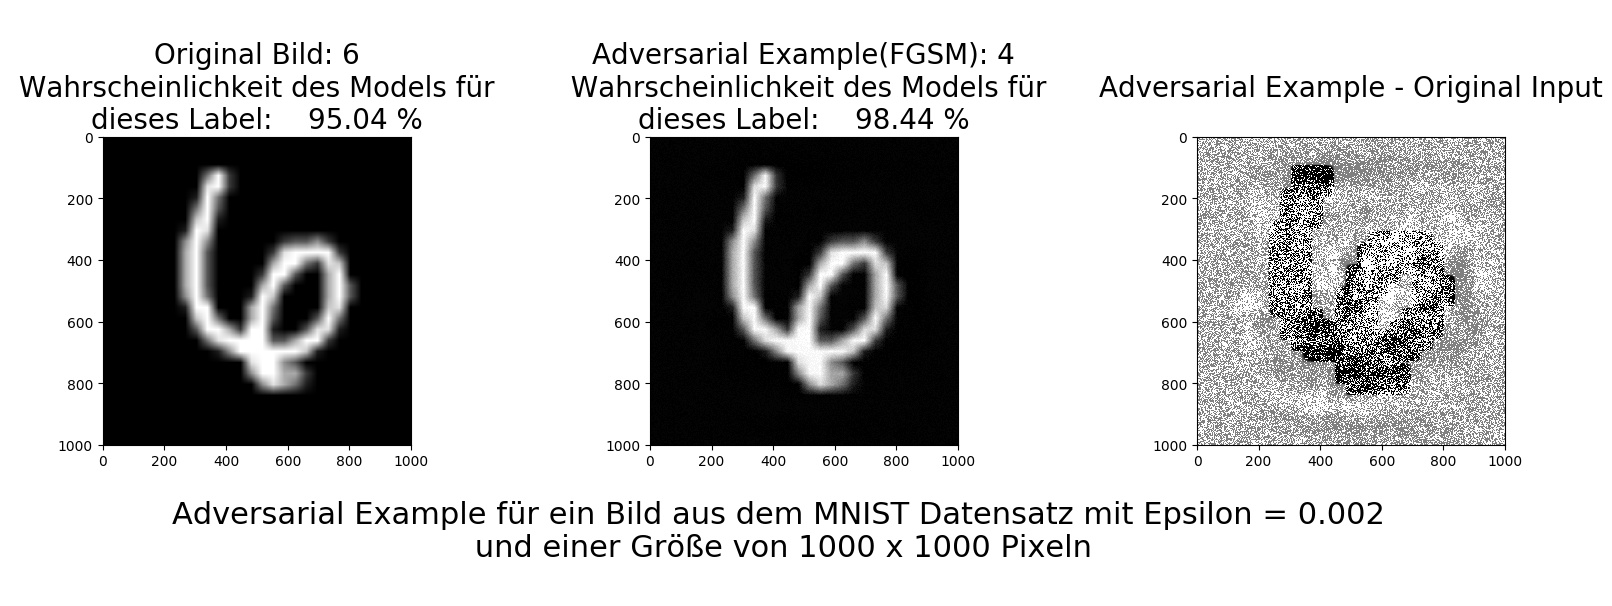 Original Bild: 6
Wahrscheinlichkeit des Models für
dieses Label: 95.04 %
0
200
400
600
800
1000
0 200 400 600 800 1000
Adversarial Example(FGSM): 4
Wahrscheinlichkeit des Models für
dieses Label: 98.44 %
0
200
400
600
800
1000
0 200 400 600 800 1000
Adversarial Example - Original Input
0
200
400
600
800
1000
0 200 400 600 800 1000
Adversarial Example für ein Bild aus dem MNIST Datensatz mit Epsilon = 0.002
und einer Größe von 1000 x 1000 Pixeln